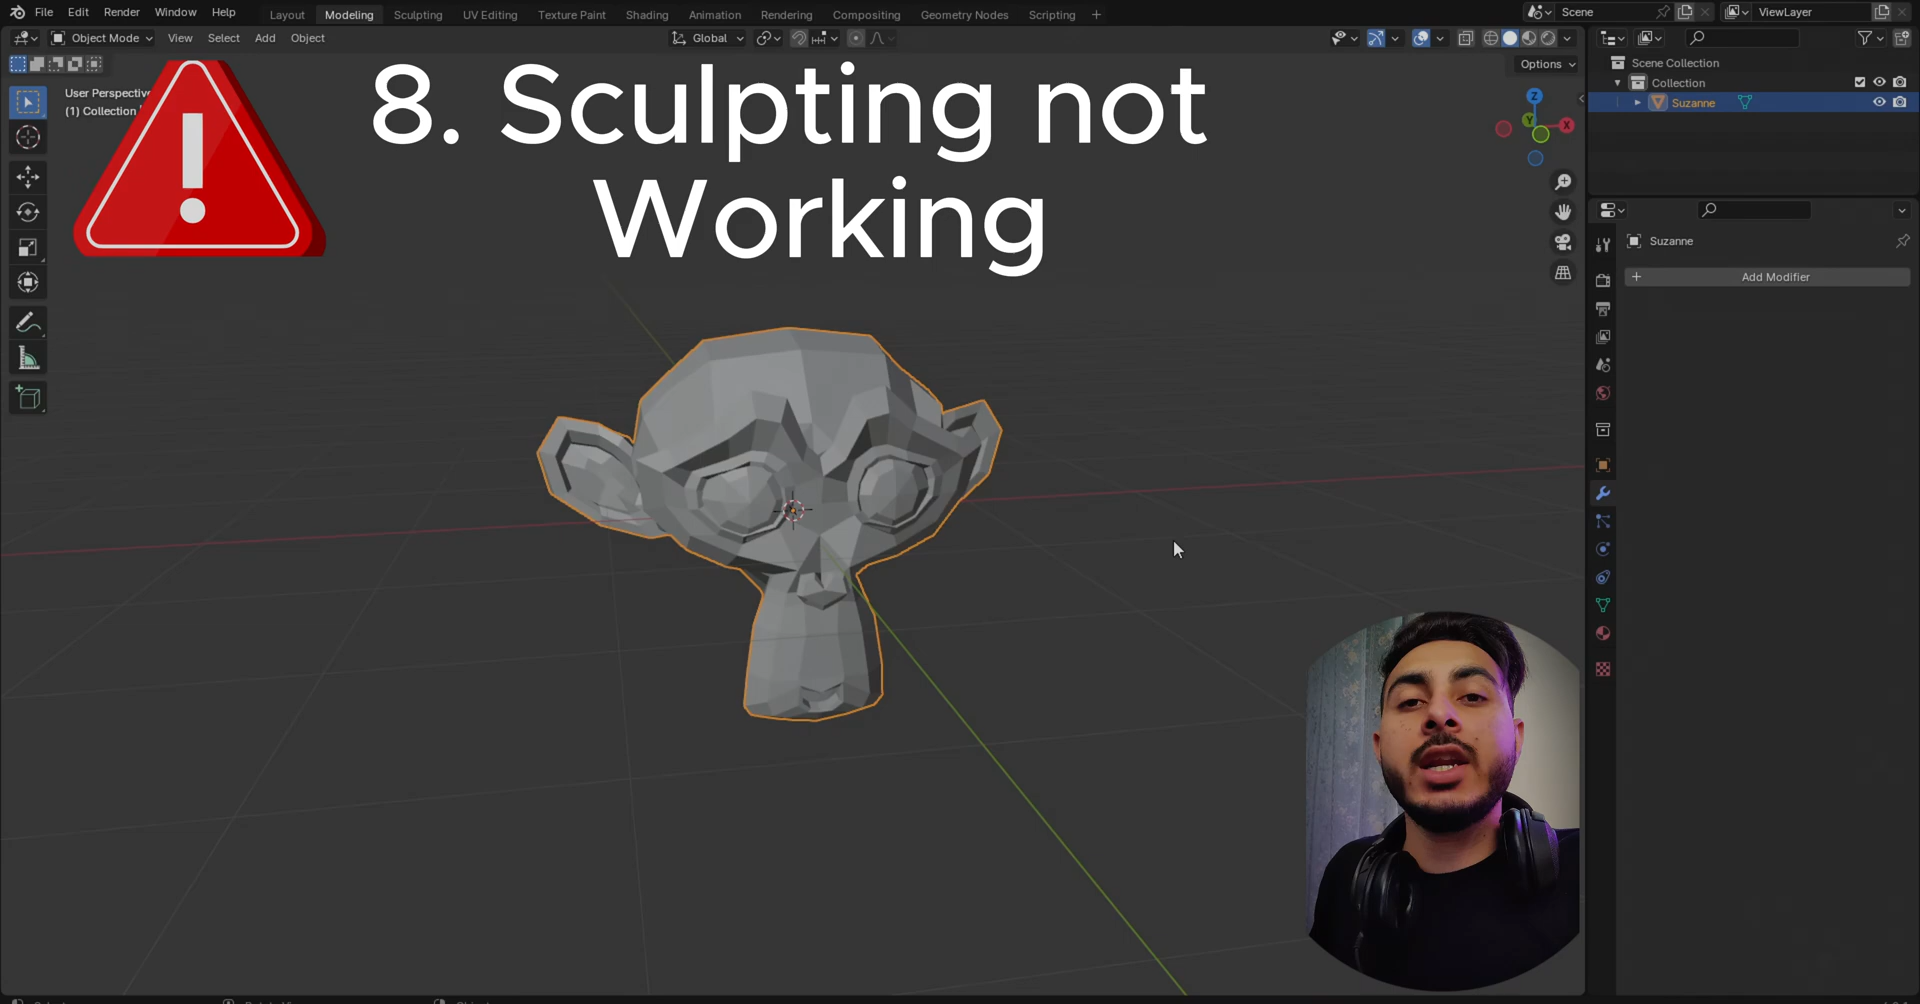 File Edit Render Window Help Layout Modeling Sculpting UV Editing Texture Paint Shading Animation Rendering Compositing Geometry Nodes Scripting + Scene ViewLayer
Object Mode View Select Add Object Global
Options
8. Sculpting not
Working
User Perspectiv
(1) Collection
Z
Y
X
Scene Collection
Collection
Suzanne
Suzanne
+ Add Modifier